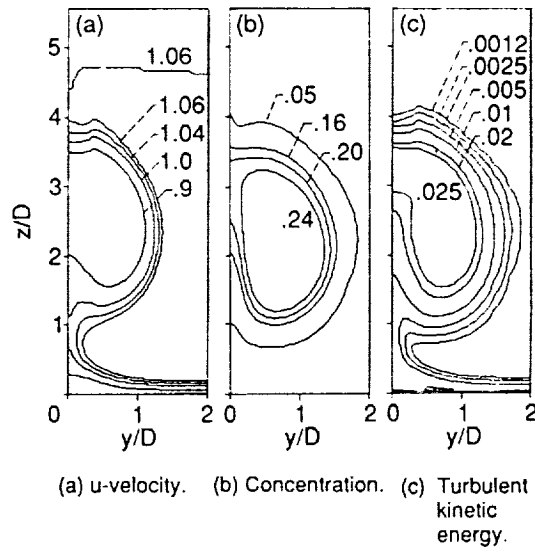 (a)
(b)
(c)
5
4
3
2
1
0
z/D
1.06
1.06
1.04
1.0
.9
.05
.16
.20
.24
.0012
.0025
.005
.01
.02
.025
0 1 2
0 1 2
0 1 2
y/D
y/D
y/D
(a) u-velocity.
(b) Concentration.
(c) Turbulent
kinetic
energy.